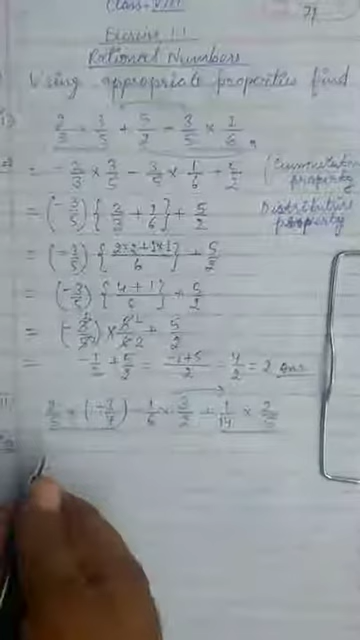 Class-VIII
71
Exercise 1.1
Rational Numbers
Using appropriate properties find
-2/3 × 3/5 + 5/2 - 3/5 × 1/6
= -2/3 × 3/5 - 3/5 × 1/6 + 5/2 (Commutative property)
= (-3/5) {2/3 + 1/6} + 5/2 Distributive property
= (-3/5) {2×2+1×1/6} + 5/2
= (-3/5) {4+1/6} + 5/2
= (-3/5) × 5/6 + 5/2
= -1/2 + 5/2 = -1+5/2 = 4/2 = 2 Ans
2/5 × (-3/7) - 1/6 × 3/2 + 1/14 × 2/5